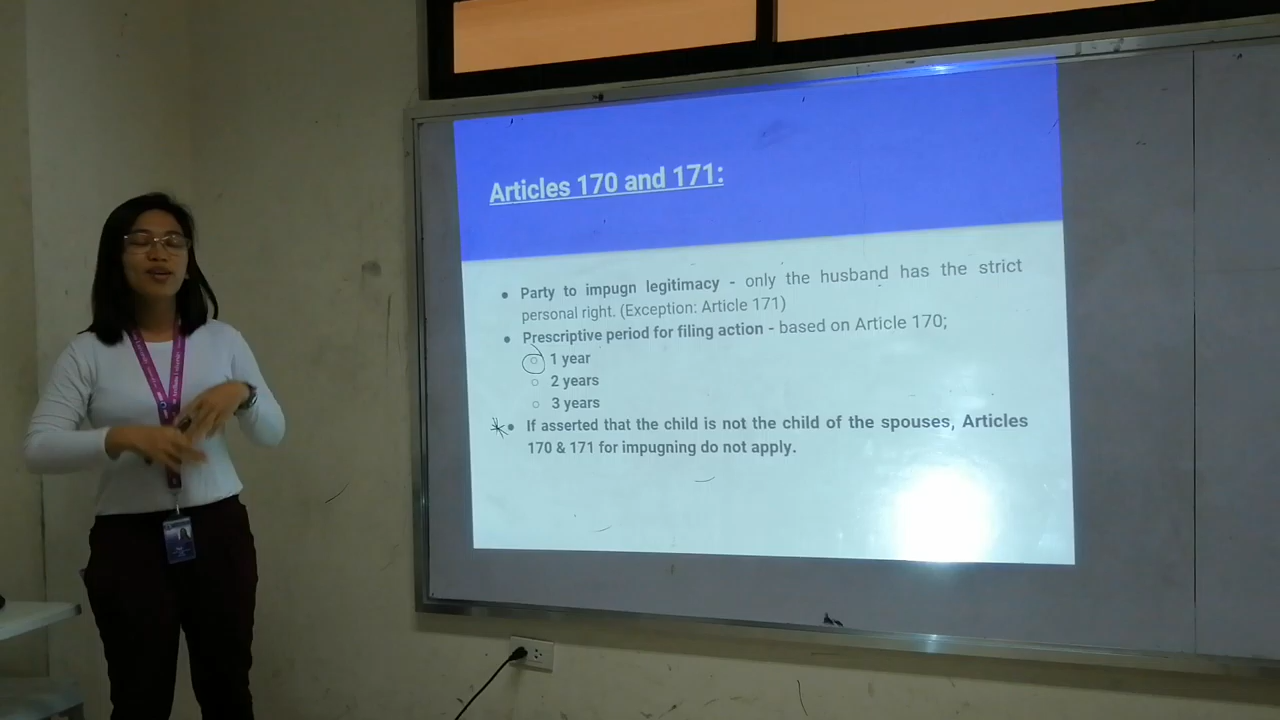 Articles 170 and 171:
● Party to impugn legitimacy - only the husband has the strict
personal right. (Exception: Article 171)
● Prescriptive period for filing action - based on Article 170;
○ 1 year
○ 2 years
○ 3 years
● If asserted that the child is not the child of the spouses, Articles
170 & 171 for impugning do not apply.